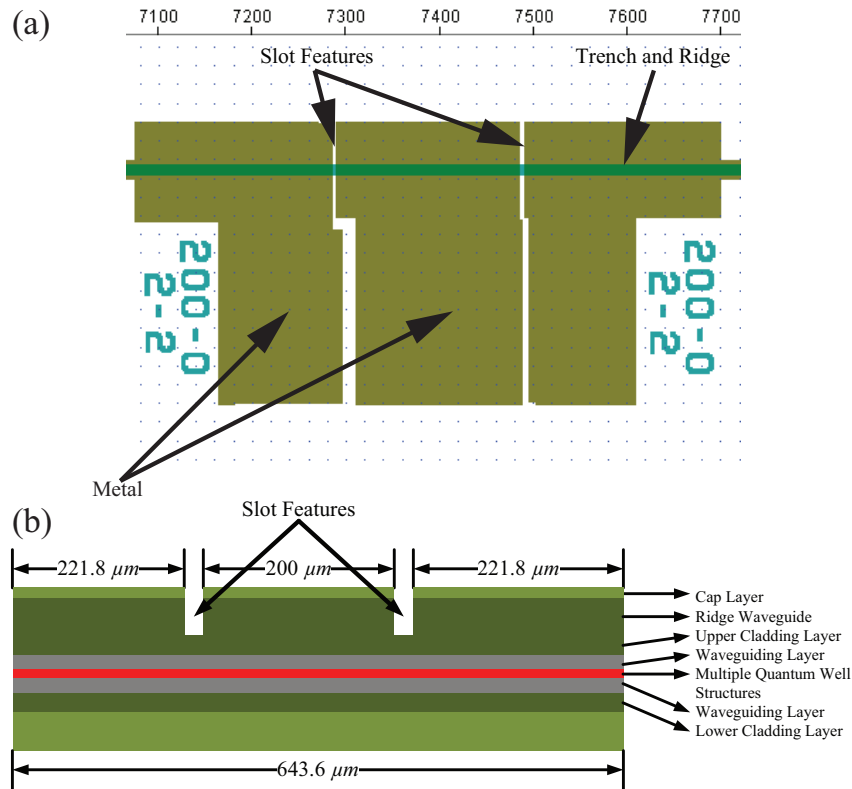 (a)
7100 7200 7300 7400 7500 7600 7700
Slot Features
Trench and Ridge
200-0
2-2
200-0
2-2
Metal
(b)
Slot Features
221.8 μm
200 μm
221.8 μm
Cap Layer
Ridge Waveguide
Upper Cladding Layer
Waveguiding Layer
Multiple Quantum Well
Structures
Waveguiding Layer
Lower Cladding Layer
643.6 μm